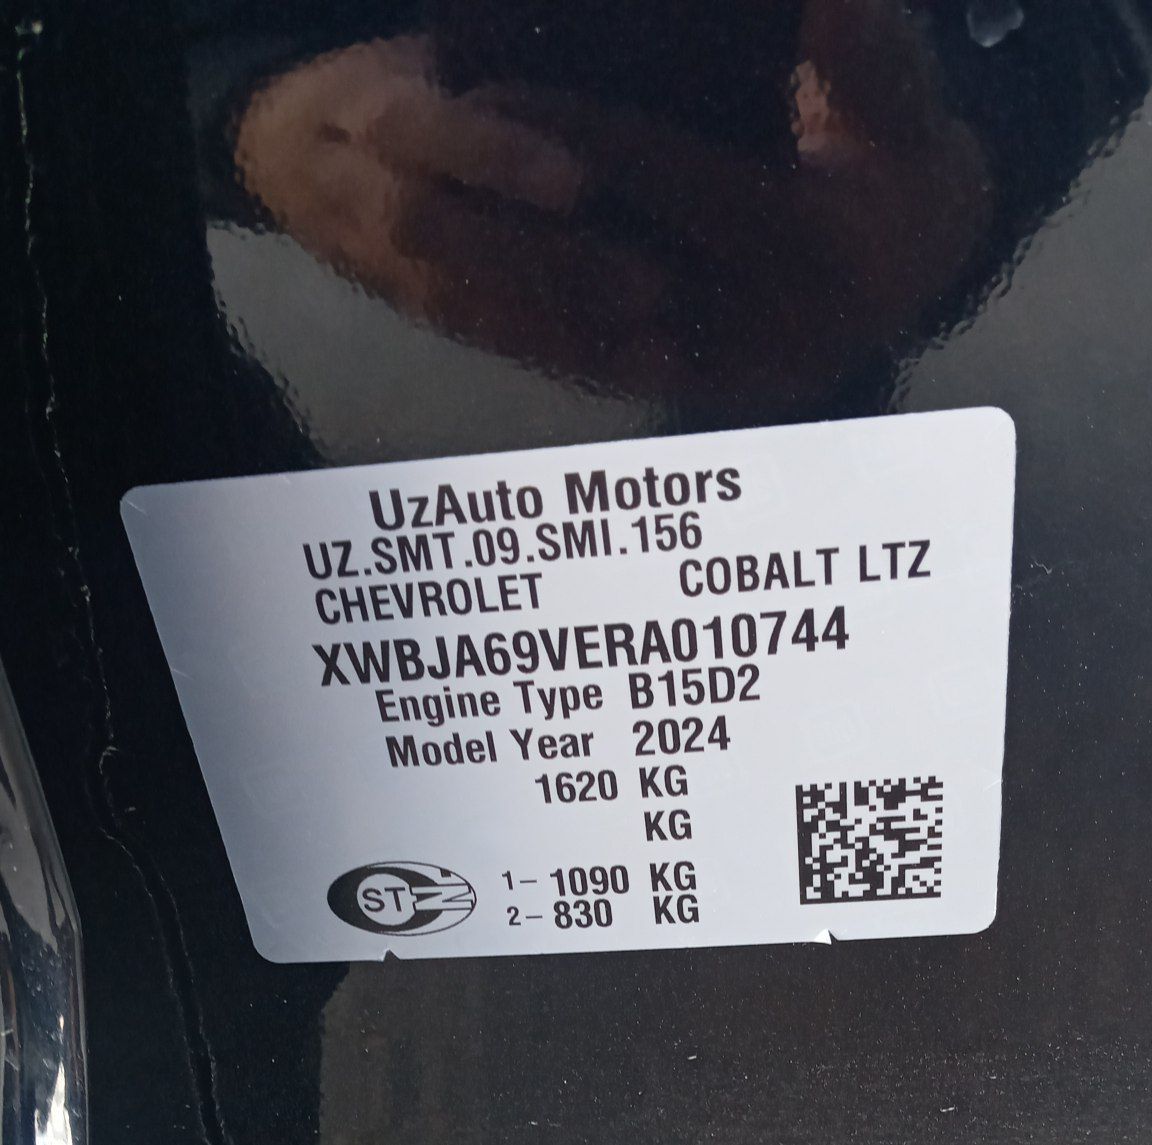 UzAuto Motors
UZ.SMT.09.SMI.156
CHEVROLET COBALT LTZ
XWBJA69VERA010744
Engine Type B15D2
Model Year 2024
1620 KG
KG
1– 1090 KG
2– 830 KG
ST